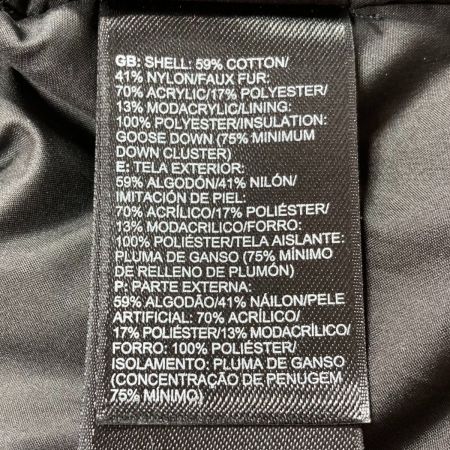 GB: SHELL: 59% COTTON/
41% NYLON/FAUX FUR:
70% ACRYLIC/17% POLYESTER/
13% MODACRYLIC/LINING:
100% POLYESTER/INSULATION:
GOOSE DOWN (75% MINIMUM
DOWN CLUSTER)
E: TELA EXTERIOR:
59% ALGODÓN/41% NILÓN/
IMITACIÓN DE PIEL:
70% ACRÍLICO/17% POLIÉSTER/
13% MODACRILICO/FORRO:
100% POLIÉSTER/TELA AISLANTE:
PLUMA DE GANSO (75% MÍNIMO
DE RELLENO DE PLUMÓN)
P: PARTE EXTERNA:
59% ALGODÃO/41% NÁILON/PELE
ARTIFICIAL: 70% ACRÍLICO/
17% POLIÉSTER/13% MODACRÍLICO/
FORRO: 100% POLIÉSTER/
ISOLAMENTO: PLUMA DE GANSO
(CONCENTRAÇÃO DE PENUGEM
75% MÍNIMO)